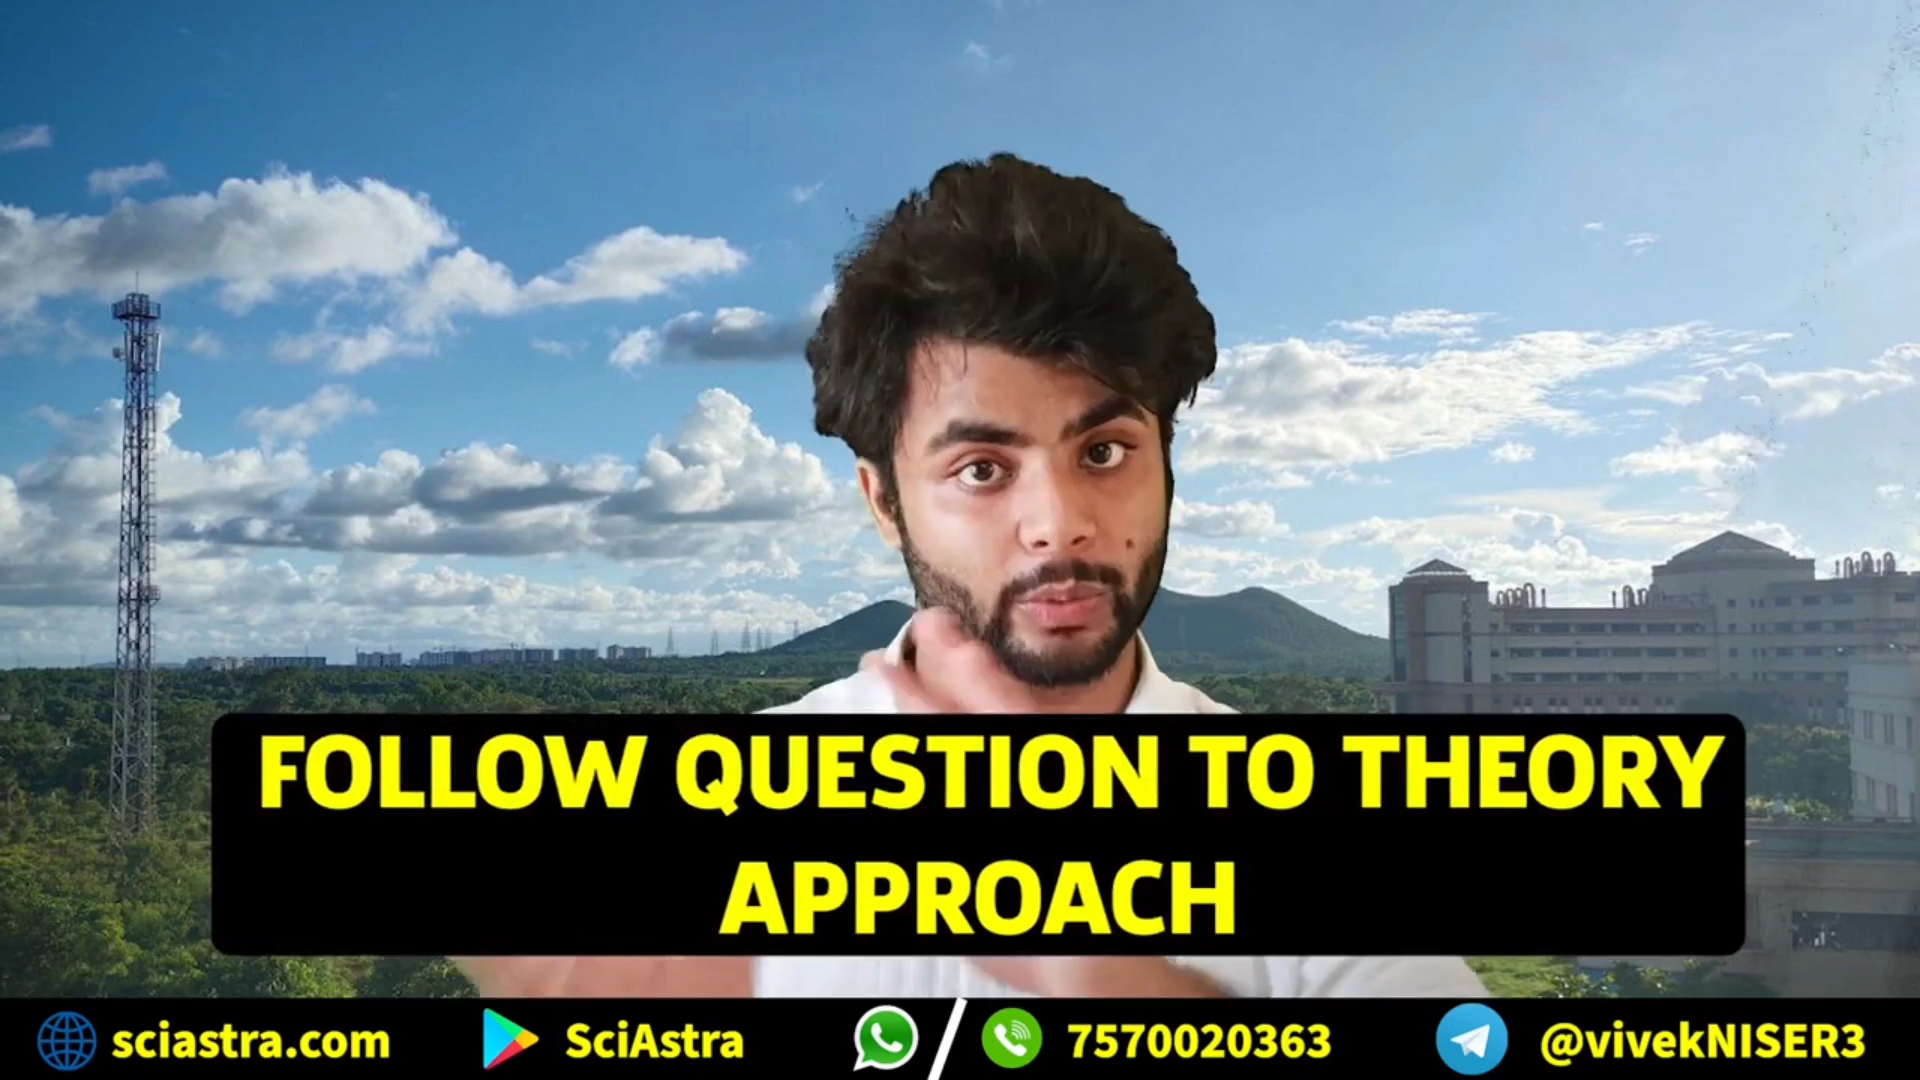 FOLLOW QUESTION TO THEORY
APPROACH
sciastra.com SciAstra 7570020363 @vivekNISER3